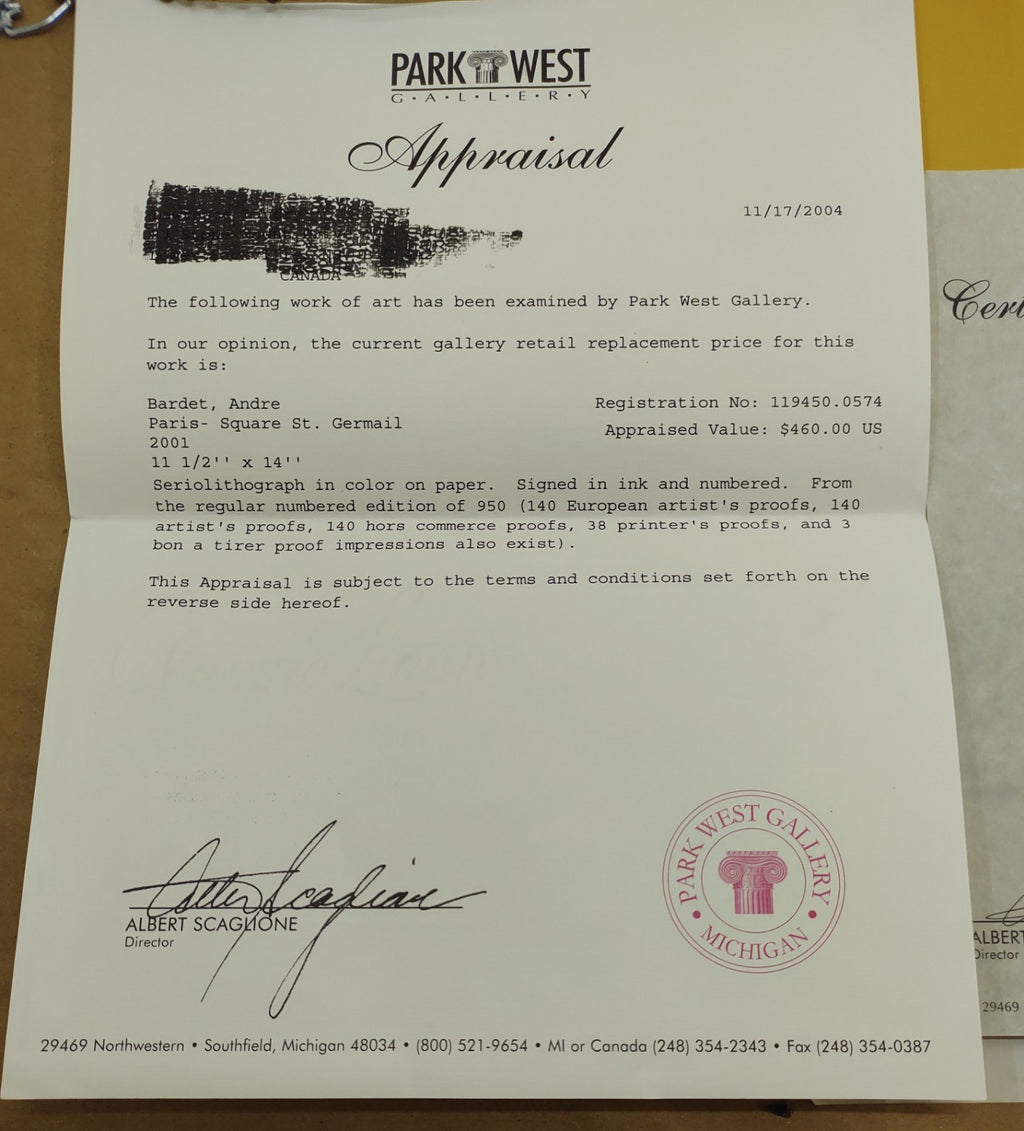 PARK WEST
G·A·L·L·E·R·Y
Appraisal
11/17/2004
CANADA
The following work of art has been examined by Park West Gallery.
In our opinion, the current gallery retail replacement price for this
work is:
Bardet, Andre
Paris- Square St. Germail
2001
11 1/2'' x 14''
Registration No: 119450.0574
Appraised Value: $460.00 US
Seriolithograph in color on paper.  Signed in ink and numbered.  From
the regular numbered edition of 950 (140 European artist's proofs, 140
artist's proofs, 140 hors commerce proofs, 38 printer's proofs, and 3
bon a tirer proof impressions also exist).
This Appraisal is subject to the terms and conditions set forth on the
reverse side hereof.
ALBERT SCAGLIONE
Director
PARK WEST GALLERY
• MICHIGAN •
29469 Northwestern • Southfield, Michigan 48034 • (800) 521-9654 • MI or Canada (248) 354-2343 • Fax (248) 354-0387
Cert
ALBERT
Director
29469